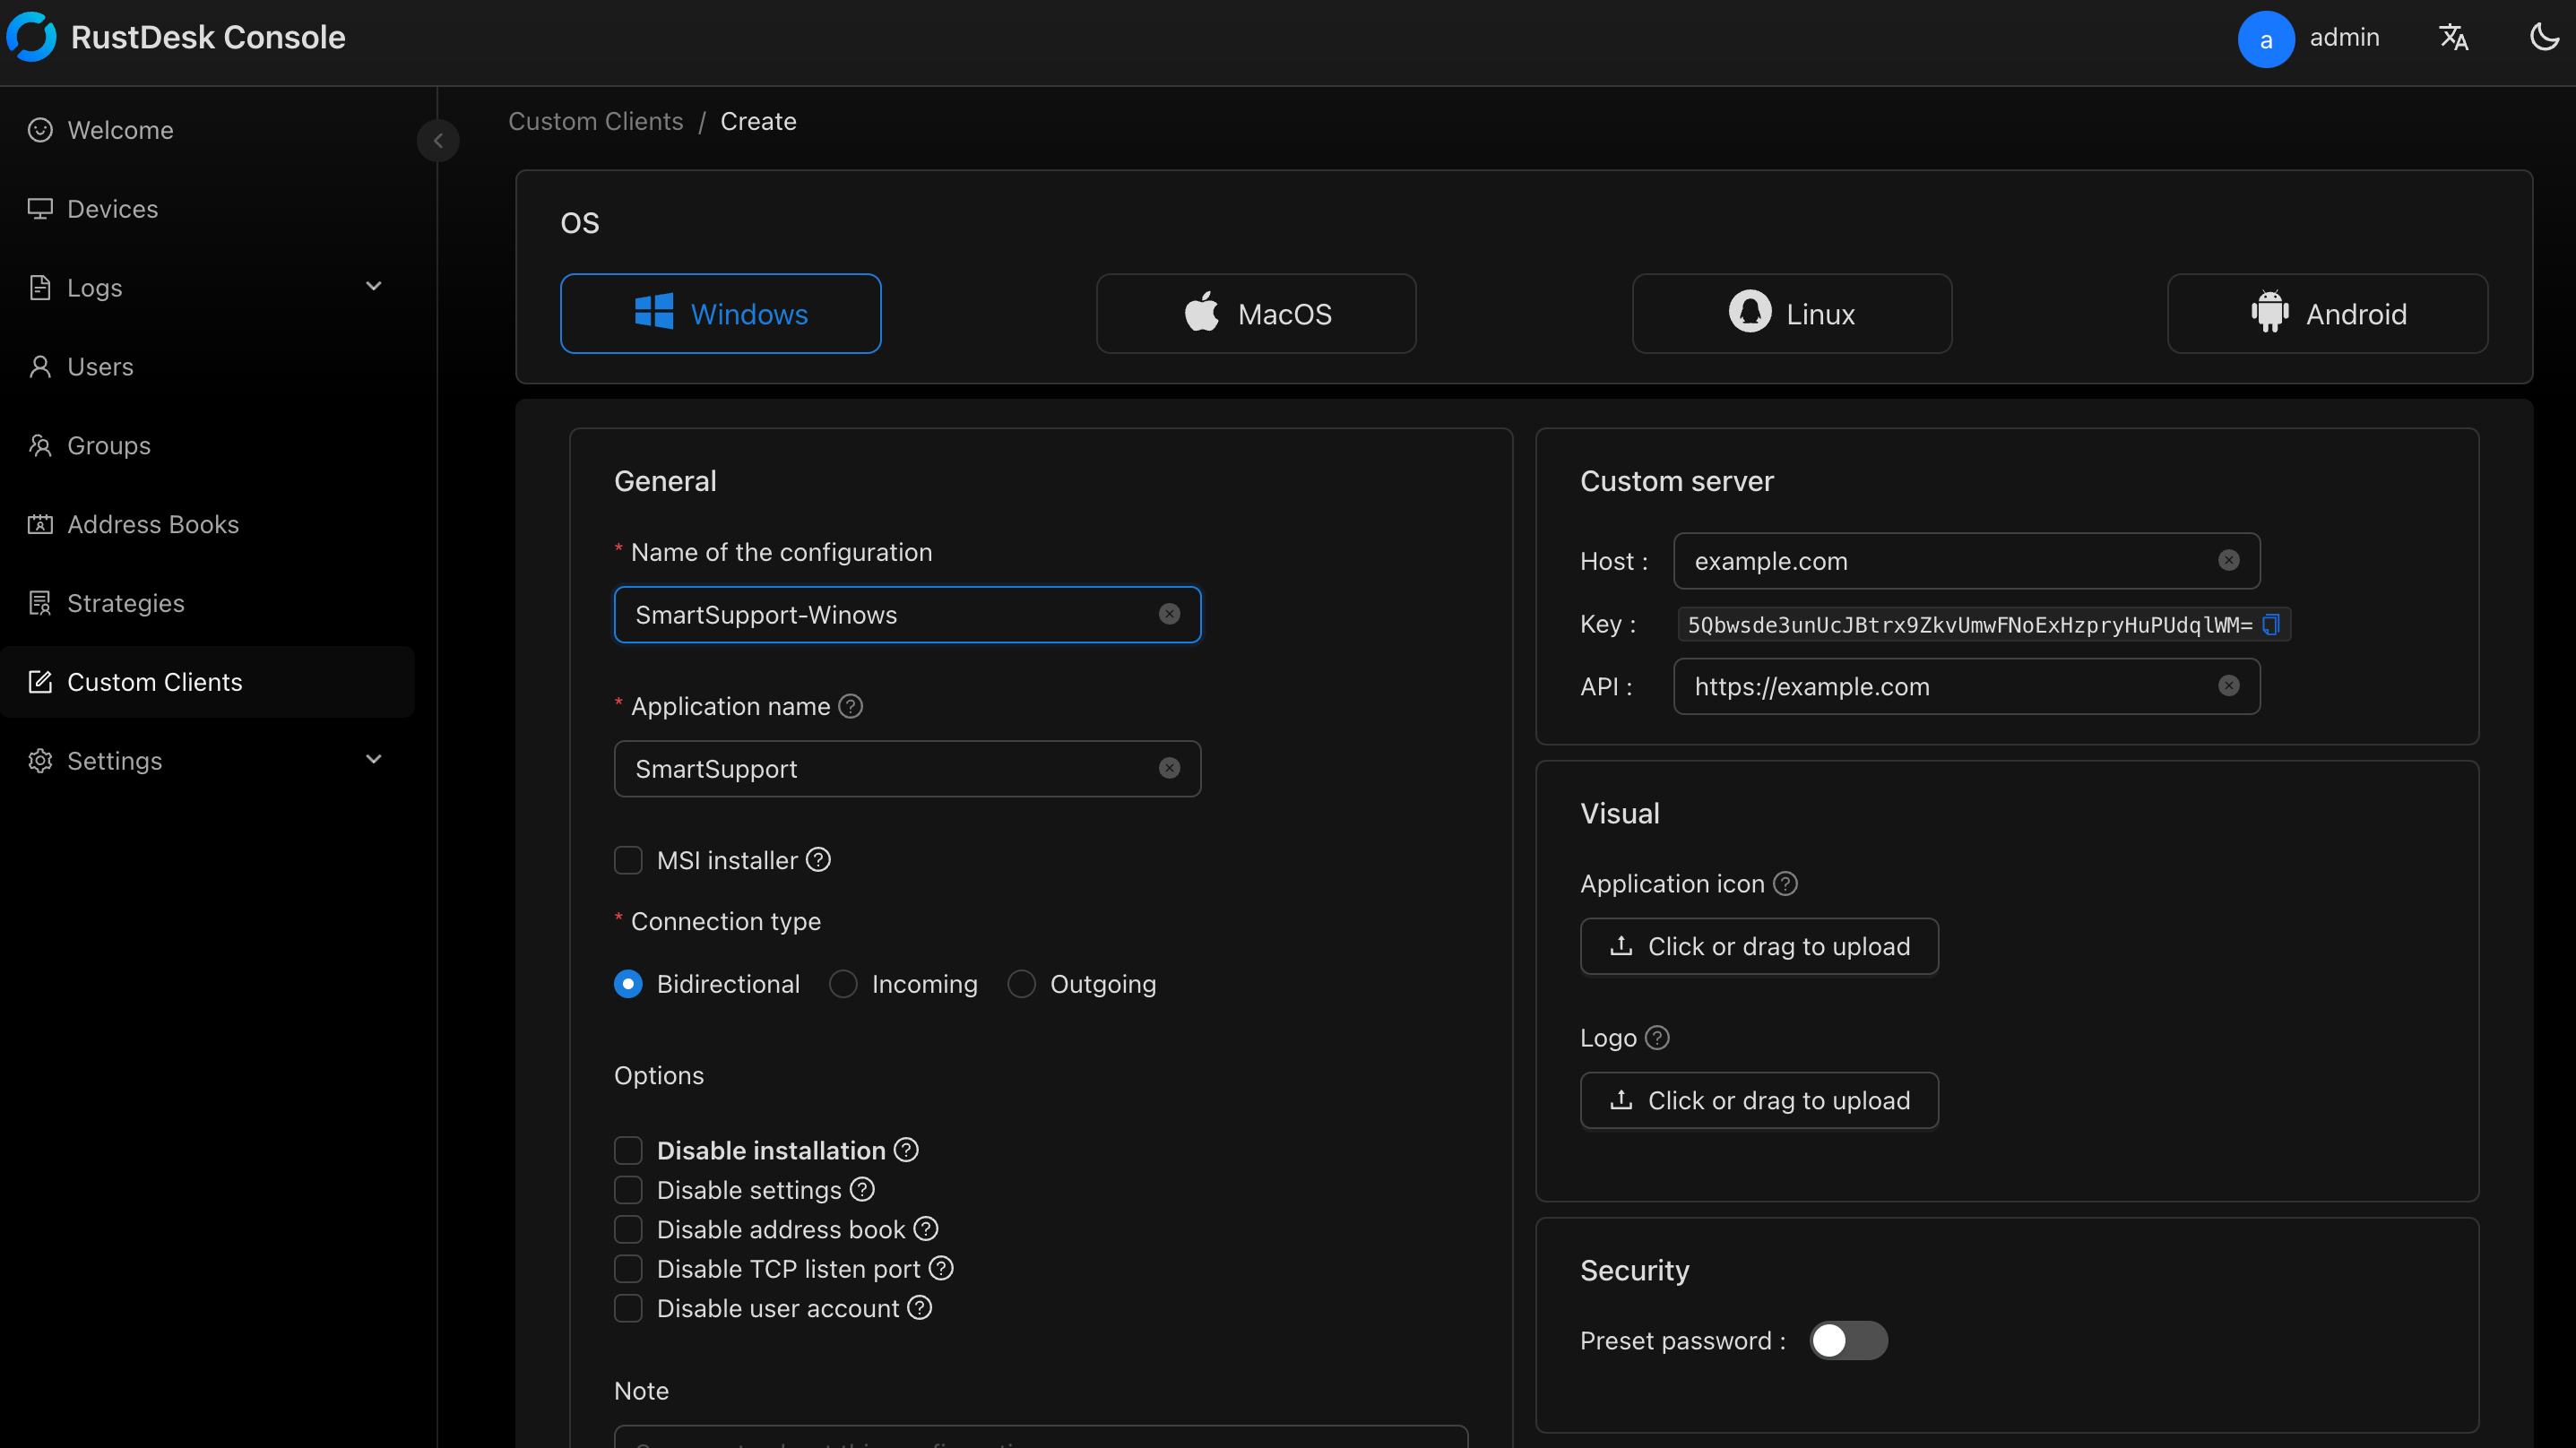 RustDesk Console
a
admin
Welcome
Devices
Logs
Users
Groups
Address Books
Strategies
Custom Clients
Settings
Custom Clients / Create
OS
Windows
MacOS
Linux
Android
General
* Name of the configuration
SmartSupport-Winows
* Application name
SmartSupport
MSI installer
* Connection type
Bidirectional
Incoming
Outgoing
Options
Disable installation
Disable settings
Disable address book
Disable TCP listen port
Disable user account
Note
Custom server
Host : example.com
Key : 5Qbwsde3unUcJBtrx9ZkvUmwFNoExHzpryHuPUdqlWM=
API : https://example.com
Visual
Application icon
Click or drag to upload
Logo
Click or drag to upload
Security
Preset password :